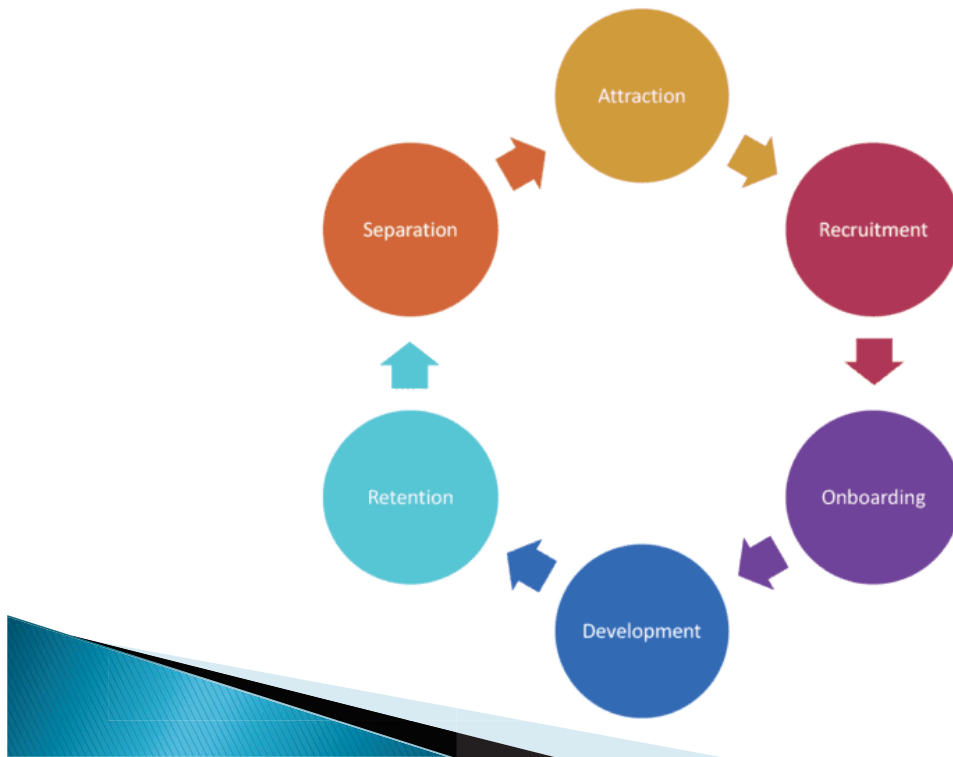 Attraction
Recruitment
Onboarding
Development
Retention
Separation